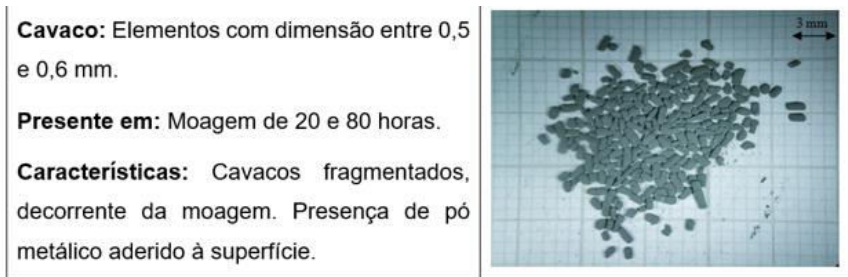 Cavaco: Elementos com dimensão entre 0,5
e 0,6 mm.
Presente em: Moagem de 20 e 80 horas.
Características: Cavacos fragmentados,
decorrente da moagem. Presença de pó
metálico aderido à superfície.
3 mm